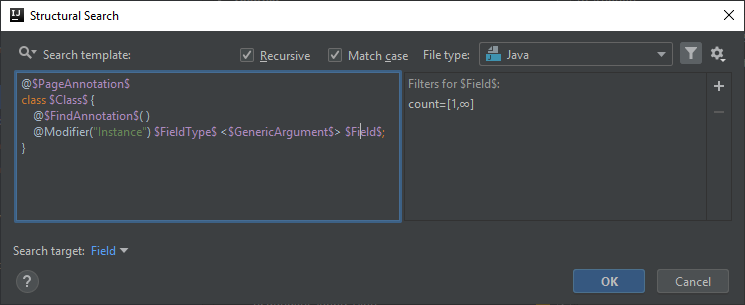 IJ
Structural Search
Search template:
Recursive
Match case
File type:
Java
@$PageAnnotation$
class $Class$ {
@$FindAnnotation$( )
@Modifier("Instance") $FieldType$ <$GenericArgument$> $Field$;
}
Filters for $Field$:
count=[1,∞]
Search target: Field
?
OK
Cancel